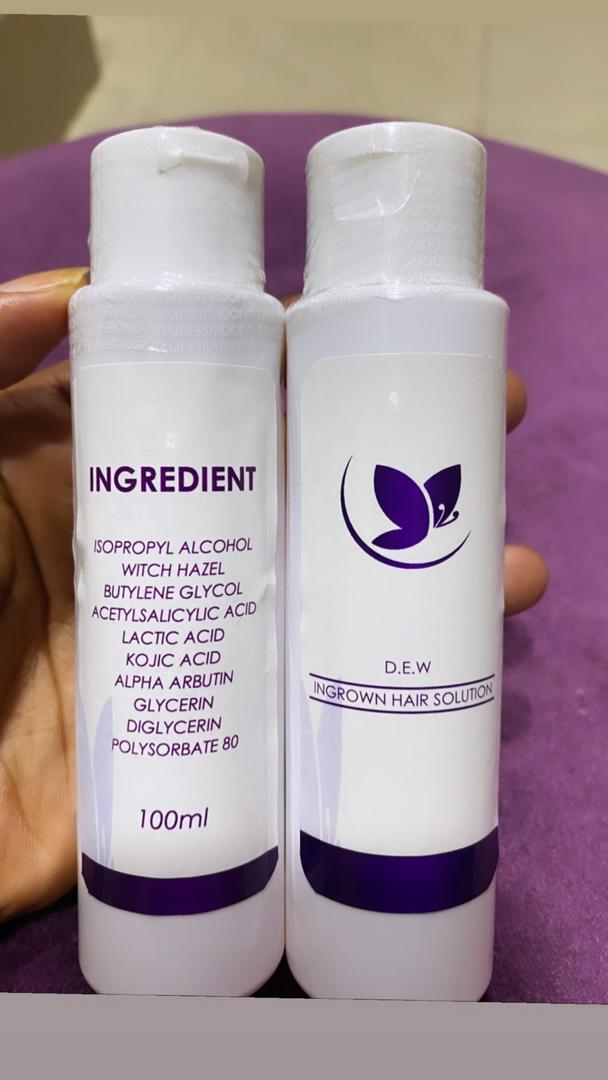 TAMPERPROOF
INGREDIENT
ISOPROPYL ALCOHOL
WITCH HAZEL
BUTYLENE GLYCOL
ACETYLSALICYLIC ACID
LACTIC ACID
KOJIC ACID
ALPHA ARBUTIN
GLYCERIN
DIGLYCERIN
POLYSORBATE 80
100ml
D.E.W
INGROWN HAIR SOLUTION